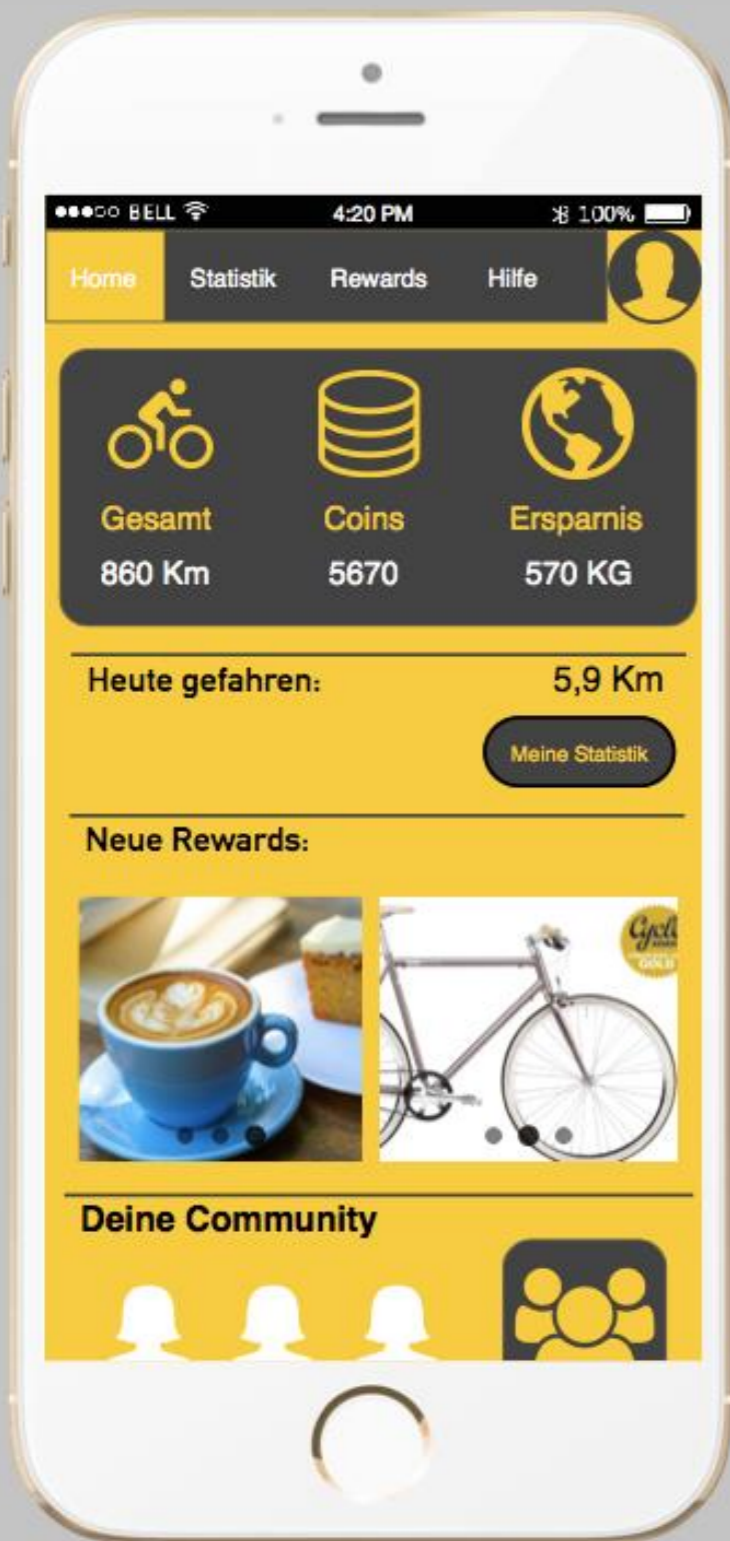 BELL 4:20 PM 100%
Home Statistik Rewards Hilfe
Gesamt Coins Ersparnis
860 Km 5670 570 KG
Heute gefahren: 5,9 Km
Meine Statistik
Neue Rewards:
GOLD
Deine Community